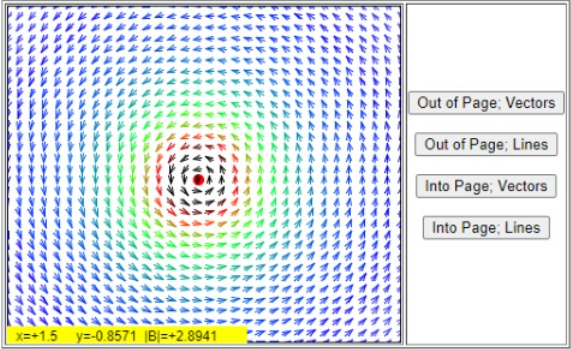 Out of Page; Vectors
Out of Page; Lines
Into Page; Vectors
Into Page; Lines
x=+1.5 y=-0.8571 |B|=+2.8941